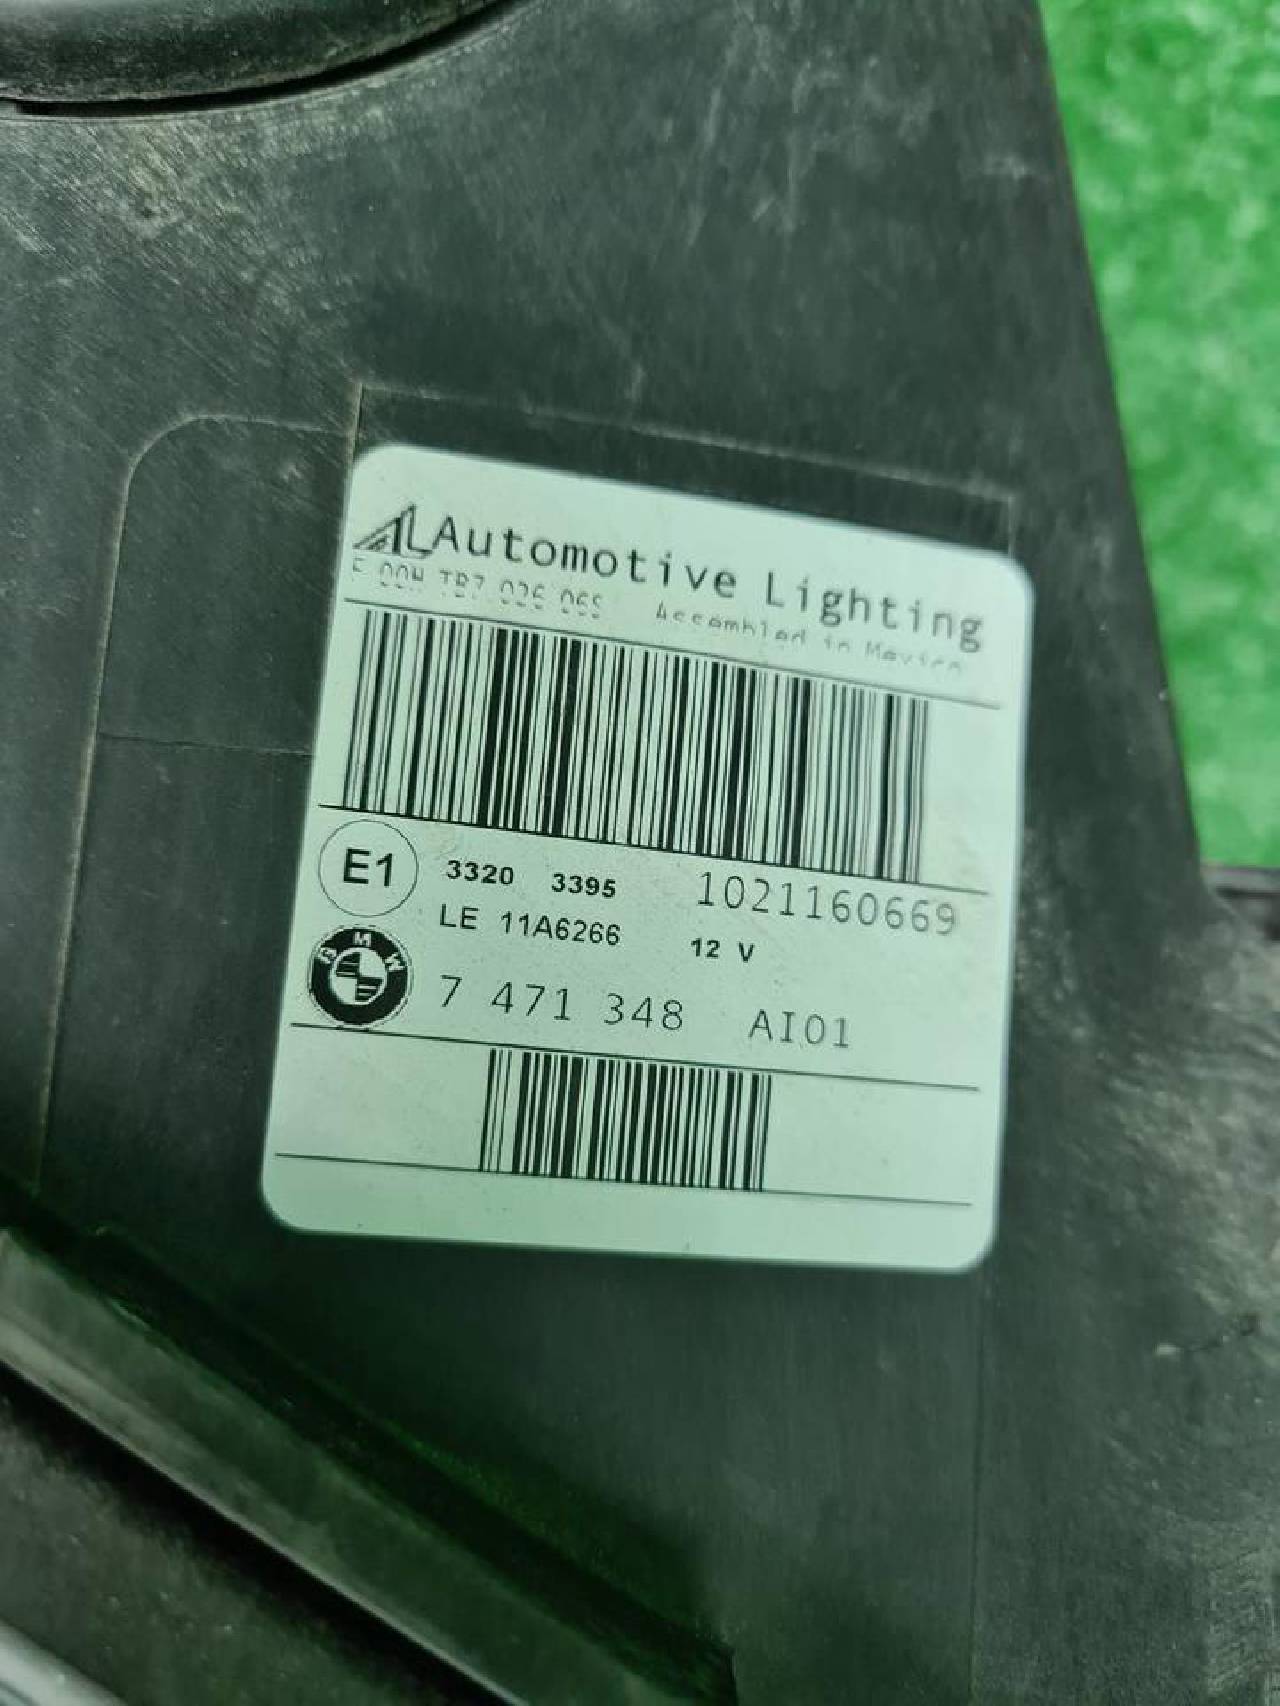 AL Automotive Lighting
Assembled in Mexico
E1 3320 3395 1021160669
LE 11A6266 12 V
BMW 7 471 348 AI01